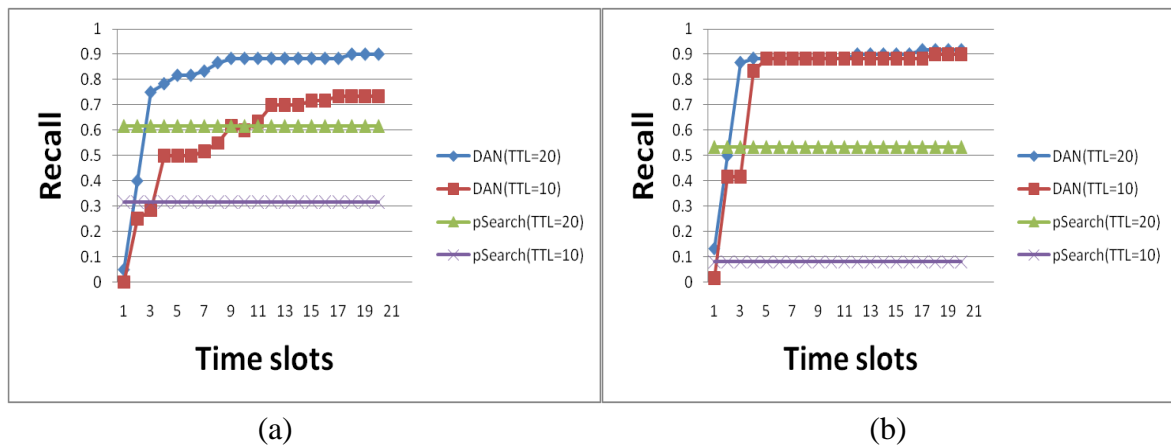 1
0.9
0.8
0.7
0.6
0.5
0.4
0.3
0.2
0.1
0
Recall
1 3 5 7 9 11 13 15 17 19 21
Time slots
DAN(TTL=20)
DAN(TTL=10)
pSearch(TTL=20)
pSearch(TTL=10)
(a)
1
0.9
0.8
0.7
0.6
0.5
0.4
0.3
0.2
0.1
0
Recall
1 3 5 7 9 11 13 15 17 19 21
Time slots
DAN(TTL=20)
DAN(TTL=10)
pSearch(TTL=20)
pSearch(TTL=10)
(b)